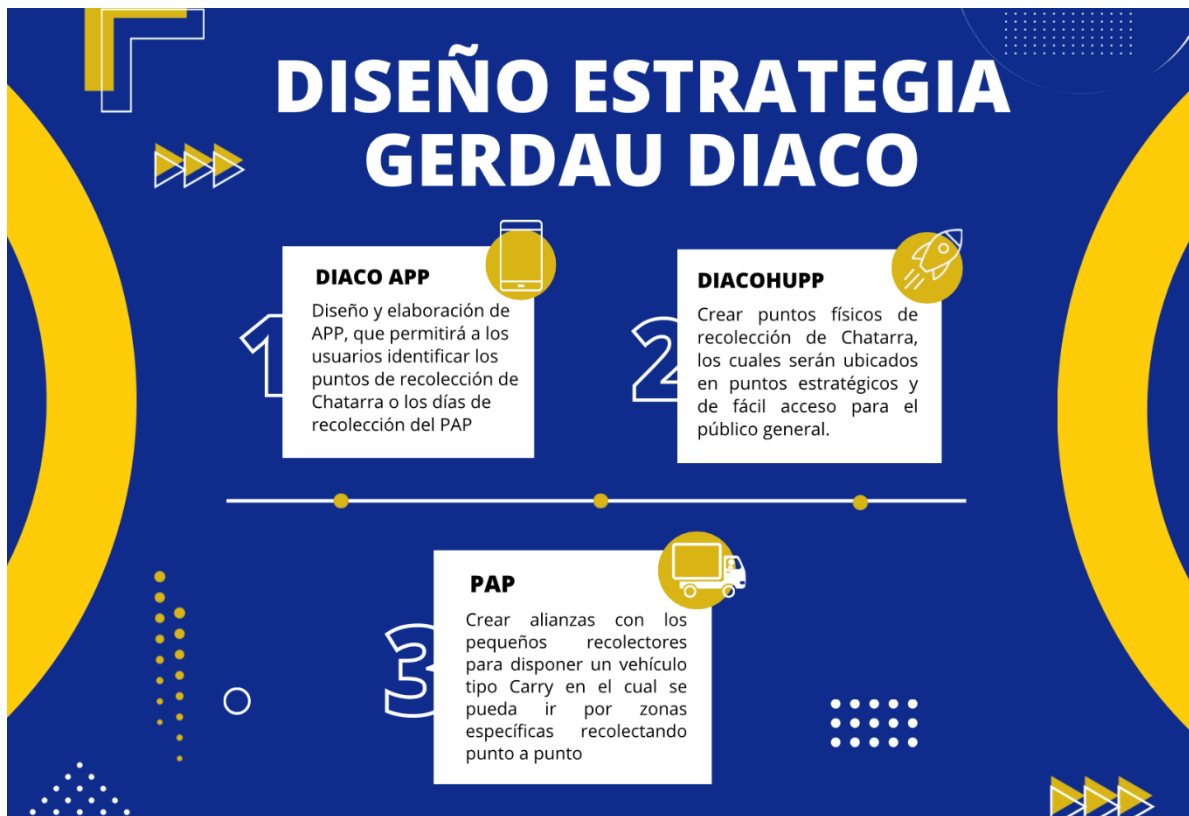 DISEÑO ESTRATEGIA
GERDAU DIACO
1
DIACO APP
Diseño y elaboración de
APP, que permitirá a los
usuarios identificar los
puntos de recolección de
Chatarra o los días de
recolección del PAP
2
DIACOHUPP
Crear puntos físicos de
recolección de Chatarra,
los cuales serán ubicados
en puntos estratégicos y
de fácil acceso para el
público general.
3
PAP
Crear alianzas con los
pequeños recolectores
para disponer un vehículo
tipo Carry en el cual se
pueda ir por zonas
específicas recolectando
punto a punto